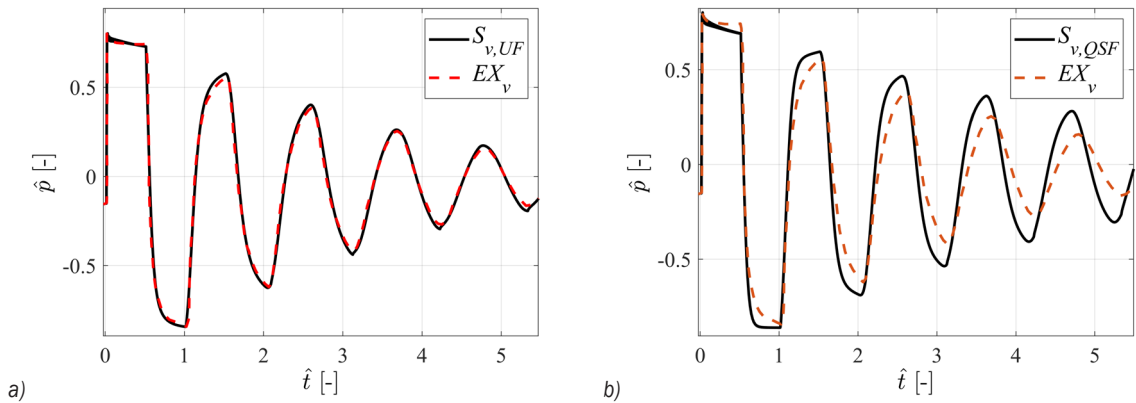 S_{v,UF}
EX_v
0.5
0
-0.5
p̂ [-]
0 1 2 3 4 5
t̂ [-]
a)
S_{v,QSF}
EX_v
0.5
0
-0.5
p̂ [-]
0 1 2 3 4 5
t̂ [-]
b)